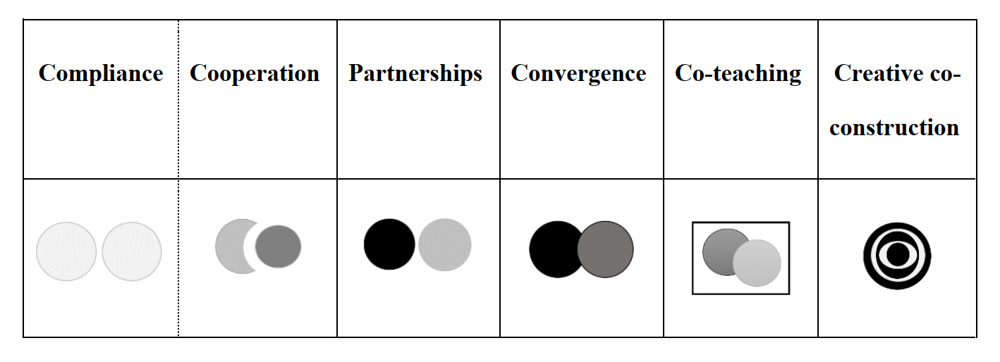 Compliance
Cooperation
Partnerships
Convergence
Co-teaching
Creative co-
construction